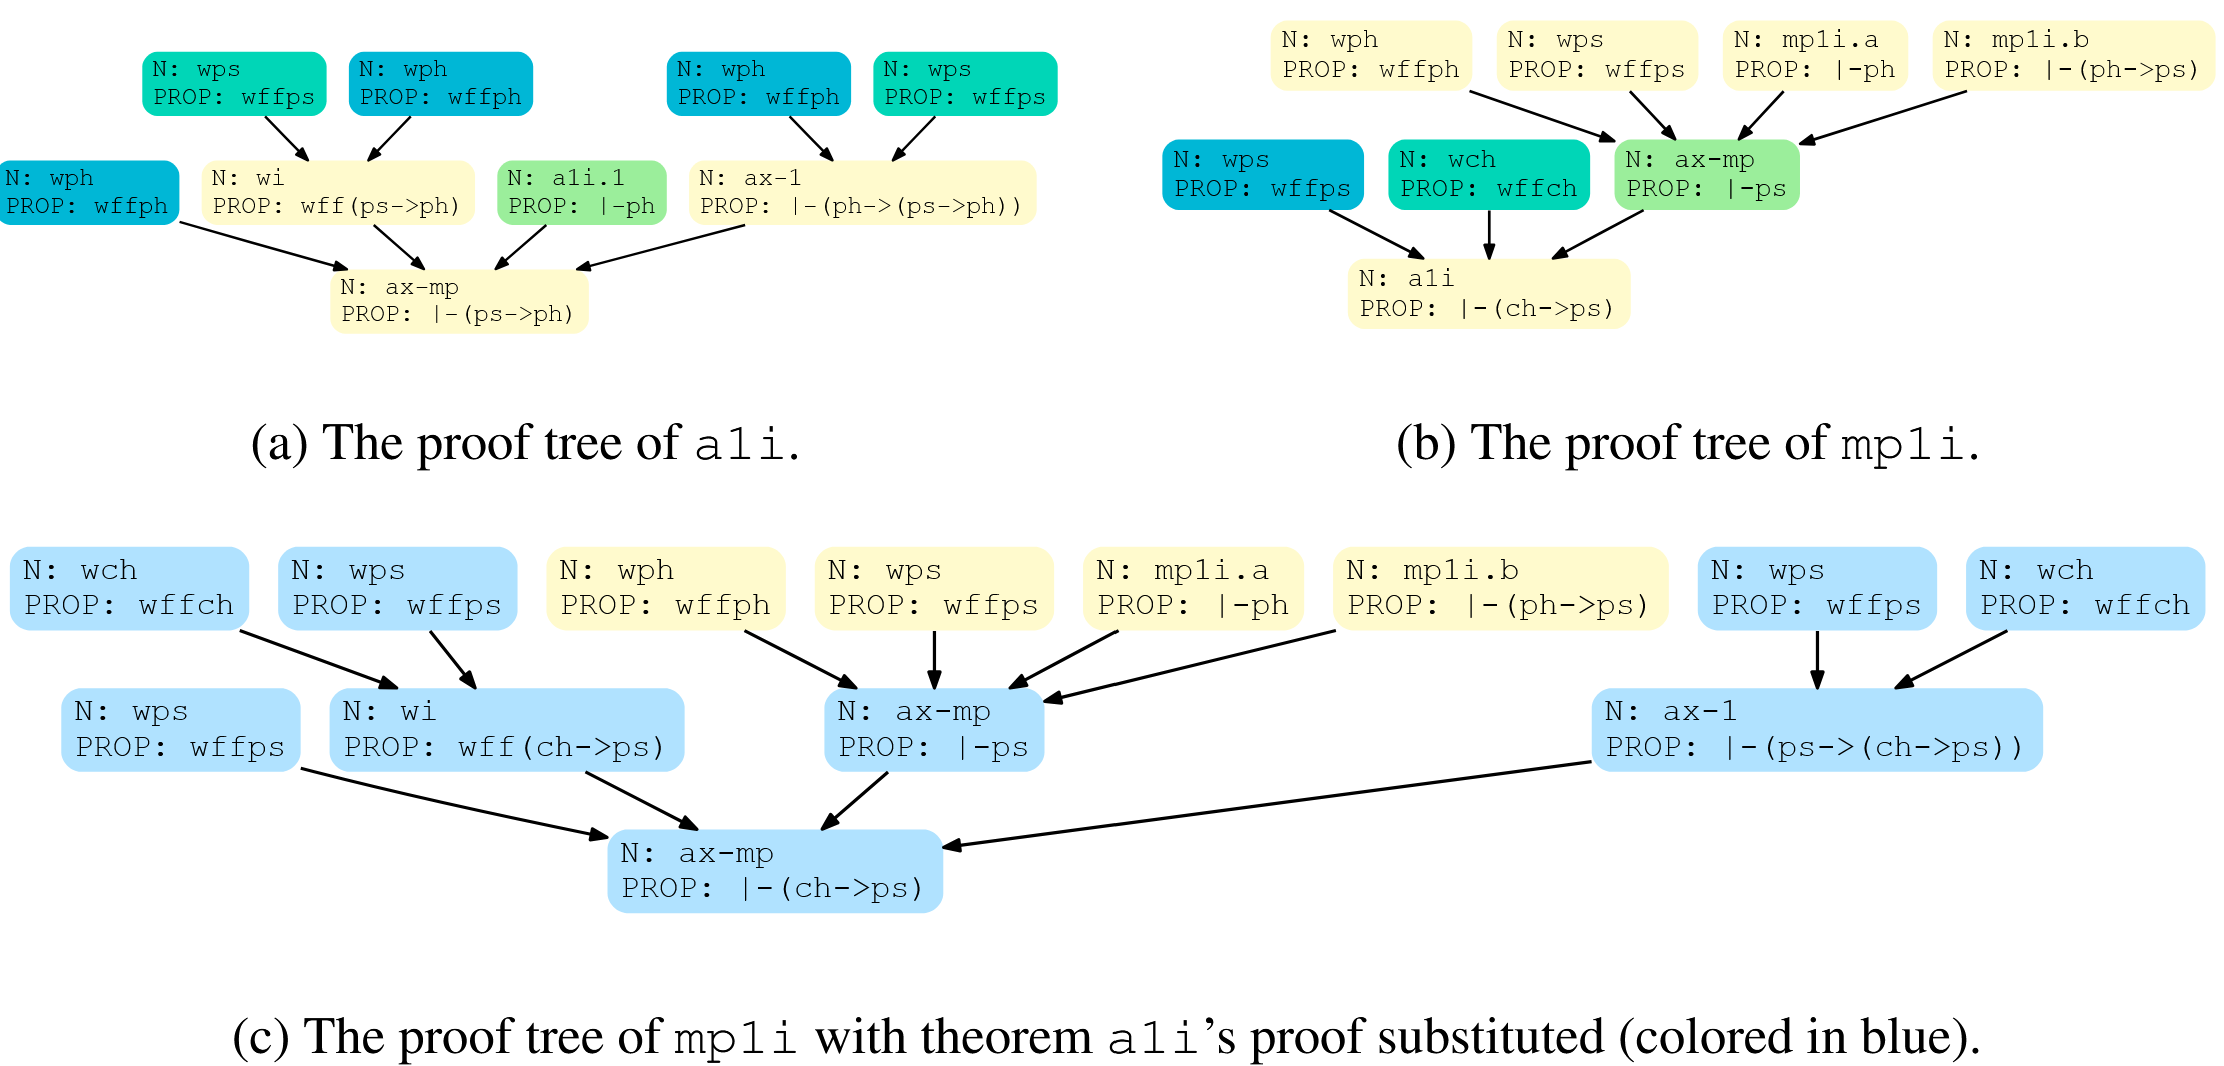 N: wps
PROP: wffps
N: wph
PROP: wffph
N: wph
PROP: wffph
N: wps
PROP: wffps
N: wph
PROP: wffph
N: wi
PROP: wff(ps->ph)
N: a1i.1
PROP: |-ph
N: ax-1
PROP: |-(ph->(ps->ph))
N: ax-mp
PROP: |-(ps->ph)
(a) The proof tree of a1i.
N: wph
PROP: wffph
N: wps
PROP: wffps
N: mp1i.a
PROP: |-ph
N: mp1i.b
PROP: |-(ph->ps)
N: wps
PROP: wffps
N: wch
PROP: wffch
N: ax-mp
PROP: |-ps
N: a1i
PROP: |-(ch->ps)
(b) The proof tree of mp1i.
N: wch
PROP: wffch
N: wps
PROP: wffps
N: wph
PROP: wffph
N: wps
PROP: wffps
N: mp1i.a
PROP: |-ph
N: mp1i.b
PROP: |-(ph->ps)
N: wps
PROP: wffps
N: wch
PROP: wffch
N: wps
PROP: wffps
N: wi
PROP: wff(ch->ps)
N: ax-mp
PROP: |-ps
N: ax-1
PROP: |-(ps->(ch->ps))
N: ax-mp
PROP: |-(ch->ps)
(c) The proof tree of mp1i with theorem a1i's proof substituted (colored in blue).